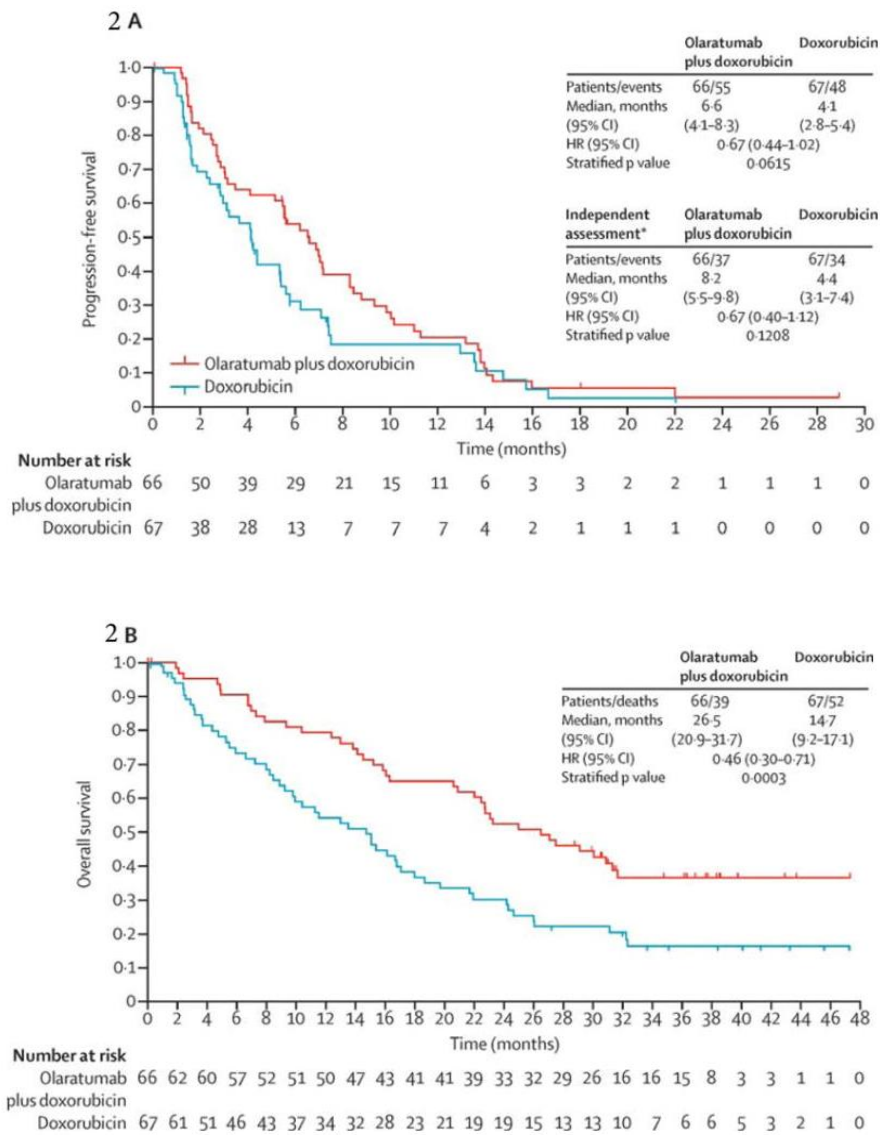 2 A
Olaratumab plus doxorubicin Doxorubicin
Patients/events 66/55 67/48
Median, months 6·6 4·1
(95% CI) (4·1–8·3) (2·8–5·4)
HR (95% CI) 0·67 (0·44–1·02)
Stratified p value 0·0615
Independent assessment* Olaratumab plus doxorubicin Doxorubicin
Patients/events 66/37 67/34
Median, months 8·2 4·4
(95% CI) (5·5–9·8) (3·1–7·4)
HR (95% CI) 0·67 (0·40–1·12)
Stratified p value 0·1208
Progression-free survival
1·0
0·9
0·8
0·7
0·6
0·5
0·4
0·3
0·2
0·1
0
Olaratumab plus doxorubicin
Doxorubicin
0 2 4 6 8 10 12 14 16 18 20 22 24 26 28 30
Time (months)
Number at risk
Olaratumab 66 50 39 29 21 15 11 6 3 3 2 2 1 1 1 0
plus doxorubicin
Doxorubicin 67 38 28 13 7 7 7 4 2 1 1 1 0 0 0 0
2 B
Olaratumab plus doxorubicin Doxorubicin
Patients/deaths 66/39 67/52
Median, months 26·5 14·7
(95% CI) (20·9–31·7) (9·2–17·1)
HR (95% CI) 0·46 (0·30–0·71)
Stratified p value 0·0003
Overall survival
1·0
0·9
0·8
0·7
0·6
0·5
0·4
0·3
0·2
0·1
0
0 2 4 6 8 10 12 14 16 18 20 22 24 26 28 30 32 34 36 38 40 42 44 46 48
Time (months)
Number at risk
Olaratumab 66 62 60 57 52 51 50 47 43 41 41 39 33 32 29 26 16 16 15 8 3 3 1 1 0
plus doxorubicin
Doxorubicin 67 61 51 46 43 37 34 32 28 23 21 19 19 15 13 13 10 7 6 6 5 3 2 1 0